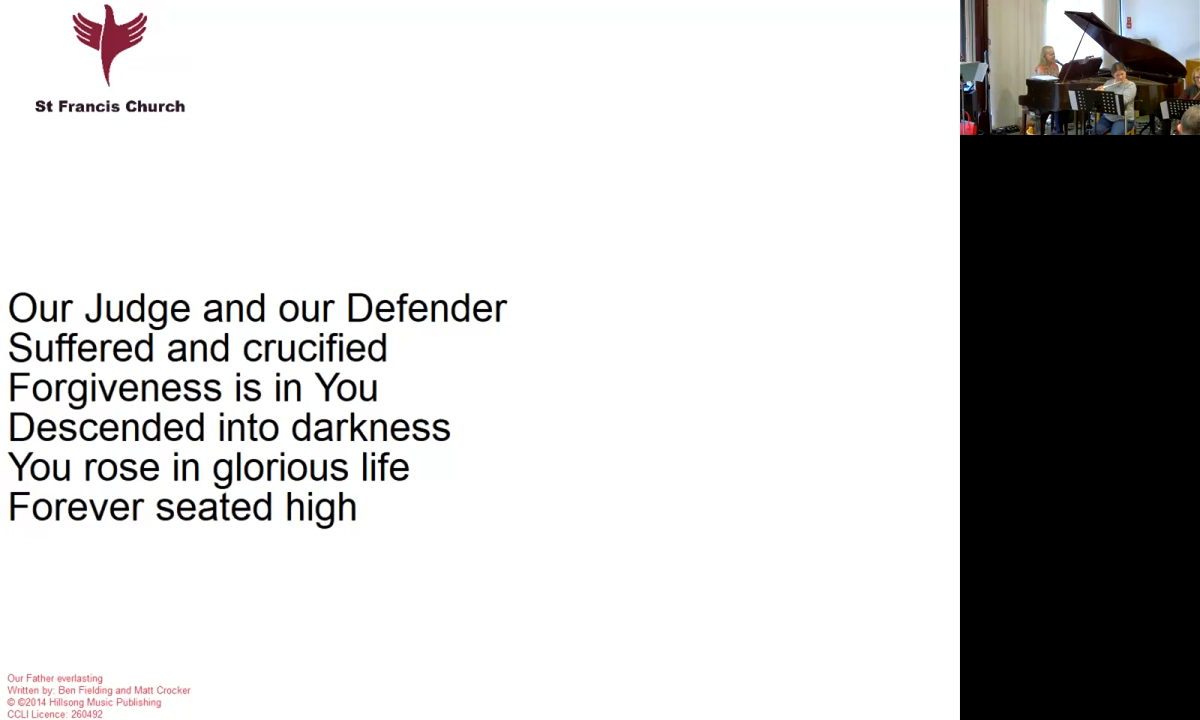 St Francis Church
Our Judge and our Defender
Suffered and crucified
Forgiveness is in You
Descended into darkness
You rose in glorious life
Forever seated high
Our Father everlasting
Written by: Ben Fielding and Matt Crocker
© ©2014 Hillsong Music Publishing
CCLI Licence: 260492